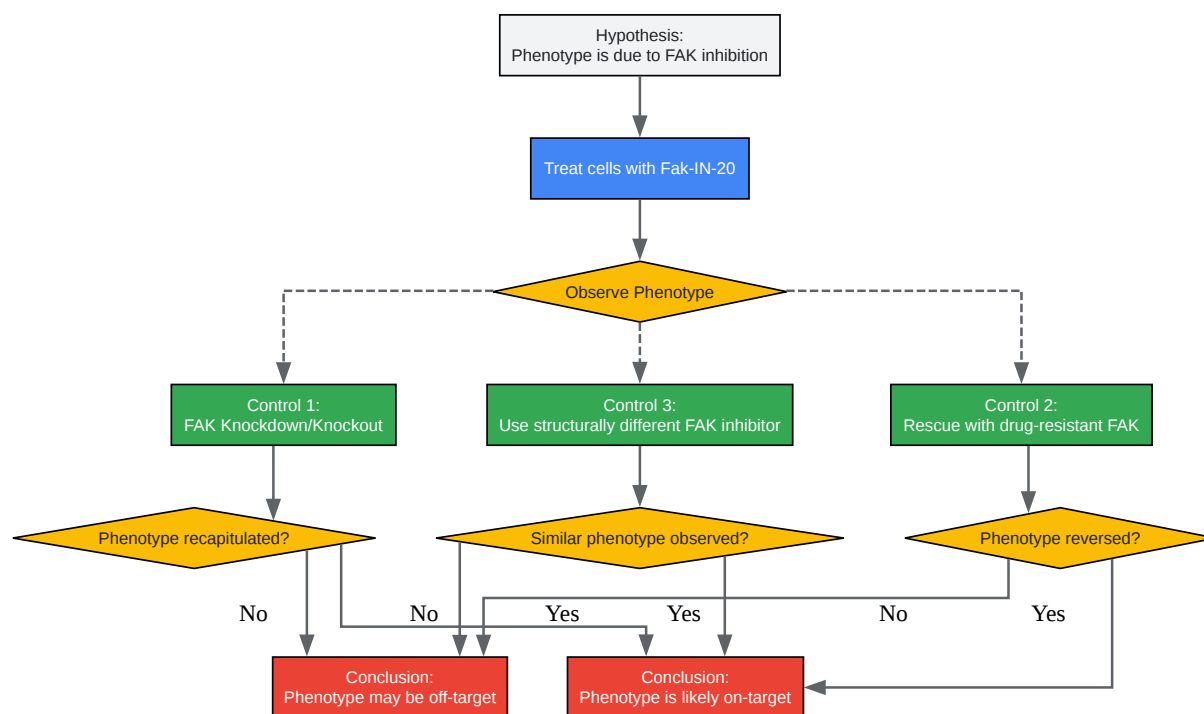 Hypothesis:
Phenotype is due to FAK inhibition
Treat cells with Fak-IN-20
Observe Phenotype
Control 1:
FAK Knockdown/Knockout
Control 3:
Use structurally different FAK inhibitor
Control 2:
Rescue with drug-resistant FAK
Phenotype recapitulated?
Similar phenotype observed?
Phenotype reversed?
No
No
Yes
Yes
No
Yes
Conclusion:
Phenotype may be off-target
Conclusion:
Phenotype is likely on-target